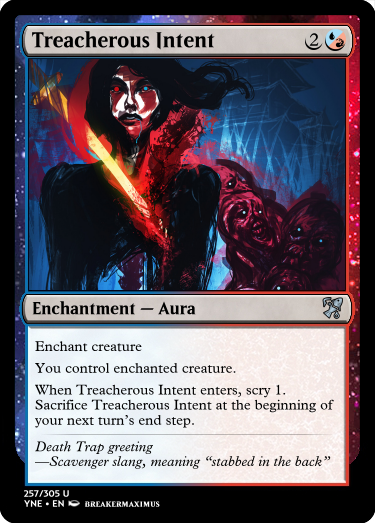 Treacherous Intent 2
Enchantment — Aura
Enchant creature
You control enchanted creature.
When Treacherous Intent enters, scry 1.
Sacrifice Treacherous Intent at the beginning of
your next turn's end step.
Death Trap greeting
—Scavenger slang, meaning “stabbed in the back”
257/305 U
YNE • EN BREAKERMAXIMUS